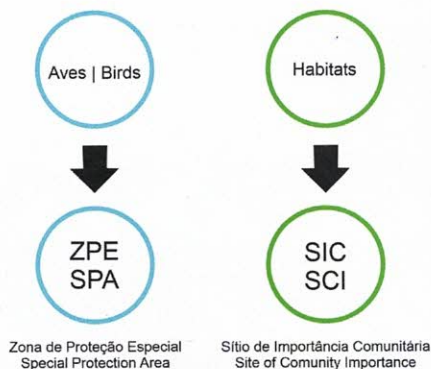 Aves | Birds
Habitats
ZPE
SPA
SIC
SCI
Zona de Proteção Especial
Special Protection Area
Sítio de Importância Comunitária
Site of Comunity Importance